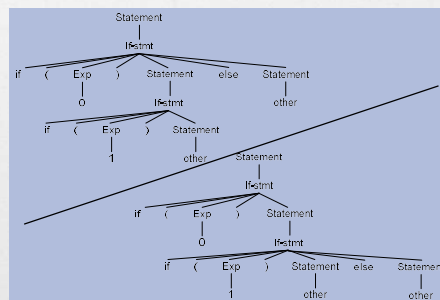 Statement
If-stmt
if ( Exp ) Statement else Statement
0 If-stmt other
if ( Exp ) Statement
1 other
Statement
If-stmt
if ( Exp ) Statement
0 If-stmt
if ( Exp ) Statement else Statemen
1 other other